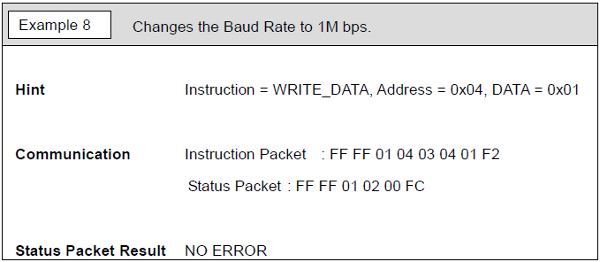 Example 8 Changes the Baud Rate to 1M bps.
Hint Instruction = WRITE_DATA, Address = 0x04, DATA = 0x01
Communication Instruction Packet : FF FF 01 04 03 04 01 F2
Status Packet : FF FF 01 02 00 FC
Status Packet Result NO ERROR